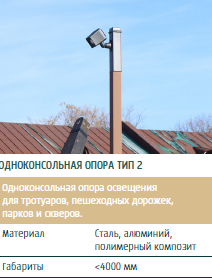 ОДНОКОНСОЛЬНАЯ ОПОРА ТИП 2
Одноконсольная опора освещения
для тротуаров, пешеходных дорожек,
парков и скверов.
Материал Сталь, алюминий,
полимерный композит
Габариты <4000 мм